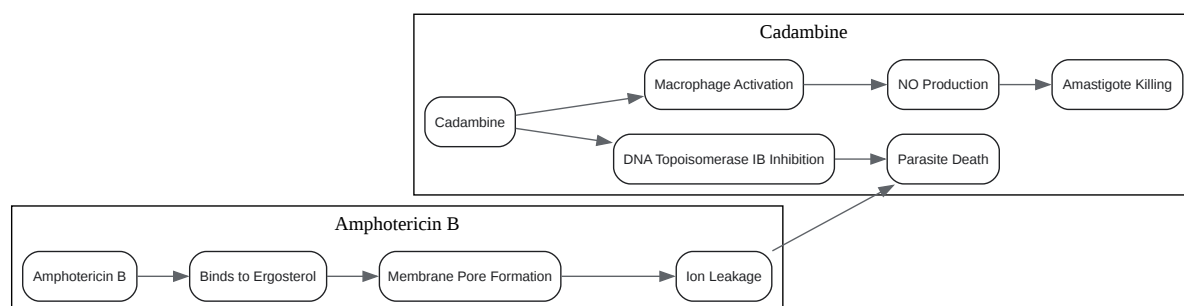 Cadambine
Macrophage Activation
NO Production
Amastigote Killing
Cadambine
DNA Topoisomerase IB Inhibition
Parasite Death
Amphotericin B
Amphotericin B
Binds to Ergosterol
Membrane Pore Formation
Ion Leakage